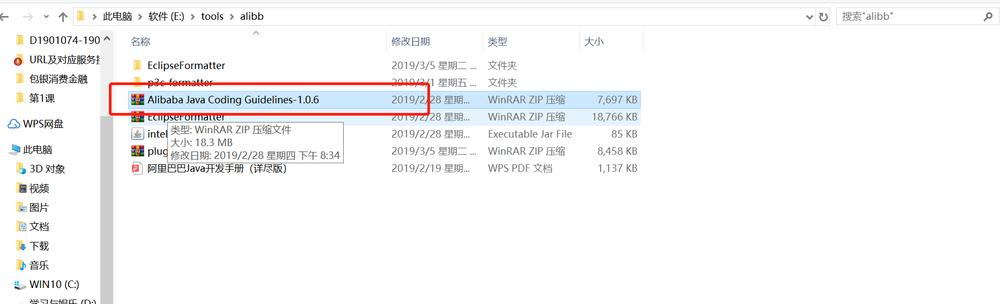 此电脑 软件 (E:) tools alibb
搜索"alibb"
D1901074-190
URL及对应服务
包银消费金融
第1课
WPS网盘
此电脑
3D 对象
视频
图片
文档
下载
音乐
WIN10 (C:)
学习与娱乐 (D:)
名称 修改日期 类型 大小
EclipseFormatter 2019/3/5 星期二 ... 文件夹
p3c-formatter 2019/3/1 星期五 ... 文件夹
Alibaba Java Coding Guidelines-1.0.6 2019/2/28 星期... WinRAR ZIP 压缩 7,697 KB
EclipseFormatter 2019/2/28 星期... WinRAR ZIP 压缩 18,766 KB
intel 2019/2/28 星期... Executable Jar File 85 KB
plug 2019/3/5 星期二 ... WinRAR ZIP 压缩 8,458 KB
阿里巴巴Java开发手册（详尽版） 2019/2/19 星期... WPS PDF 文档 1,137 KB
类型: WinRAR ZIP 压缩文件
大小: 18.3 MB
修改日期: 2019/2/28 星期四 下午 8:34